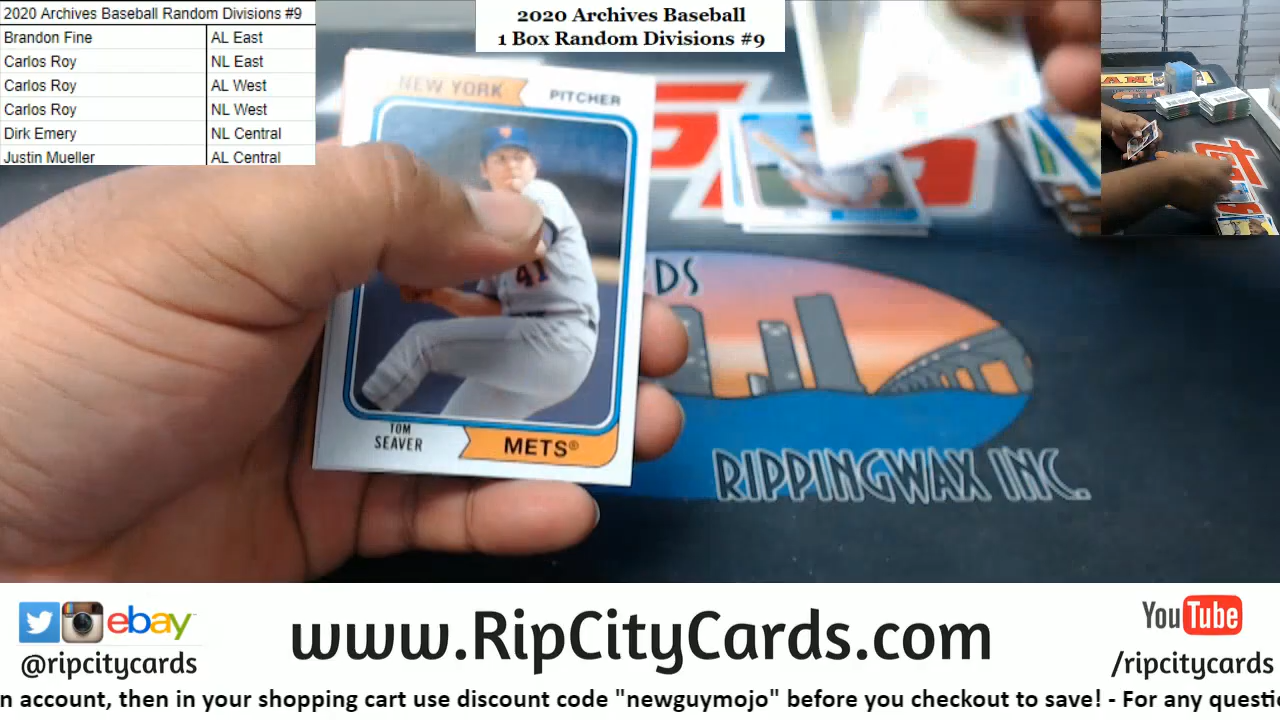 2020 Archives Baseball Random Divisions #9
Brandon Fine AL East
Carlos Roy NL East
Carlos Roy AL West
Carlos Roy NL West
Dirk Emery NL Central
Justin Mueller AL Central
2020 Archives Baseball
1 Box Random Divisions #9
NEW YORK PITCHER
41
TOM
SEAVER
METS®
RDS
RIPPINGWAX INC.
ebay
@ripcitycards
www.RipCityCards.com
YouTube
/ripcitycards
n account, then in your shopping cart use discount code "newguymojo" before you checkout to save! - For any questi